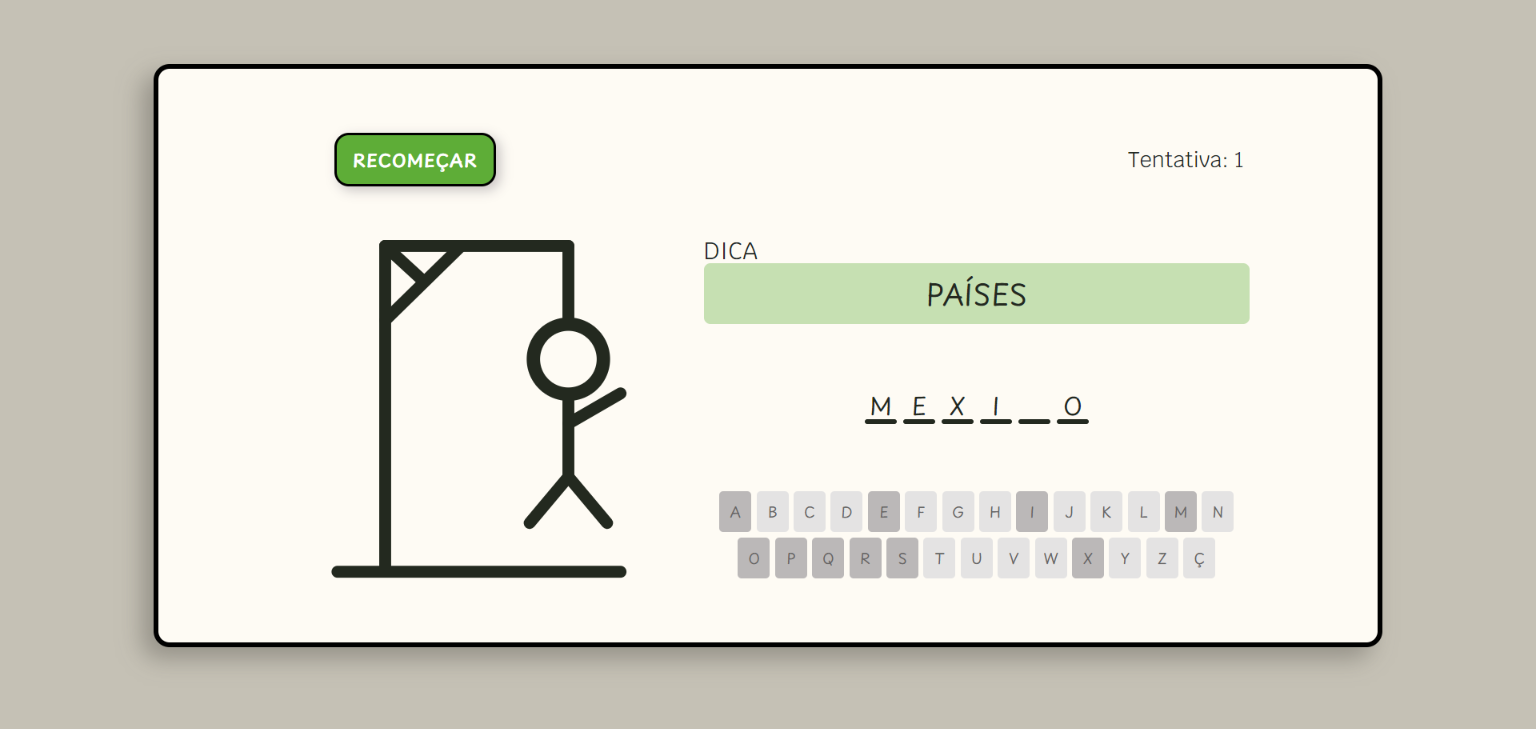 RECOMEÇAR
Tentativa: 1
DICA
PAÍSES
M E X I _ O
A B C D E F G H I J K L M N
O P Q R S T U V W X Y Z Ç